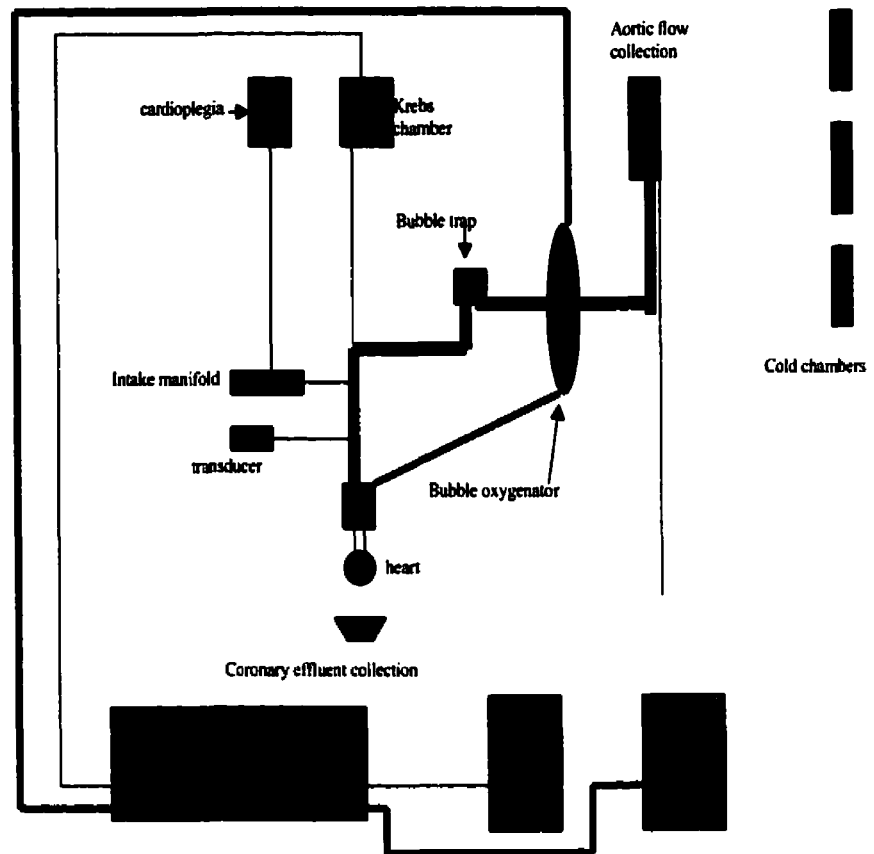 Aortic flow
collection
cardioplegia
Krebs
chamber
Bubble trap
Cold chambers
Intake manifold
transducer
Bubble oxygenator
heart
Coronary effluent collection